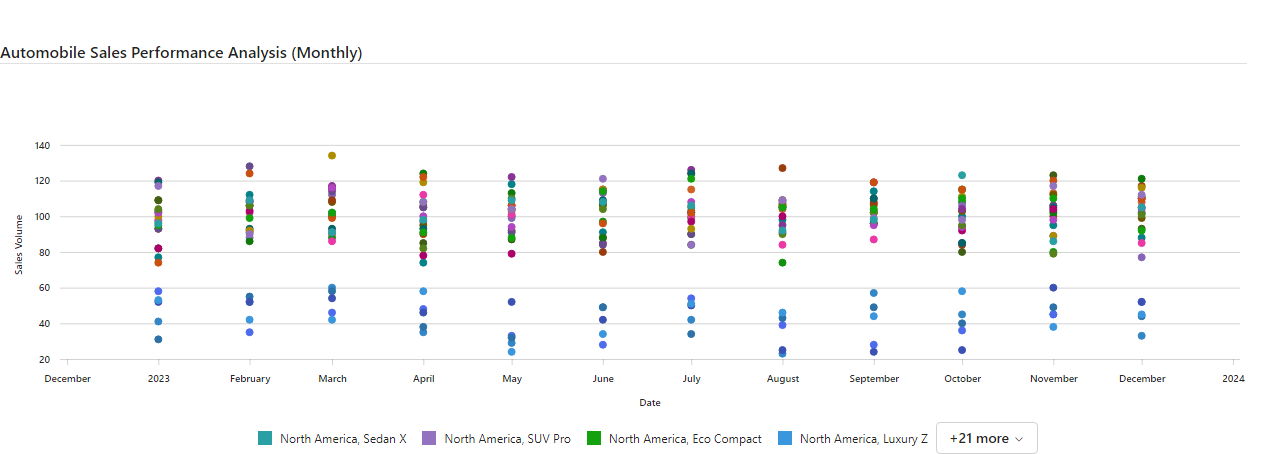 Automobile Sales Performance Analysis (Monthly)
140
120
100
80
60
40
20
Sales Volume
December 2023 February March April May June July August September October November December 2024
Date
North America, Sedan X North America, SUV Pro North America, Eco Compact North America, Luxury Z +21 more